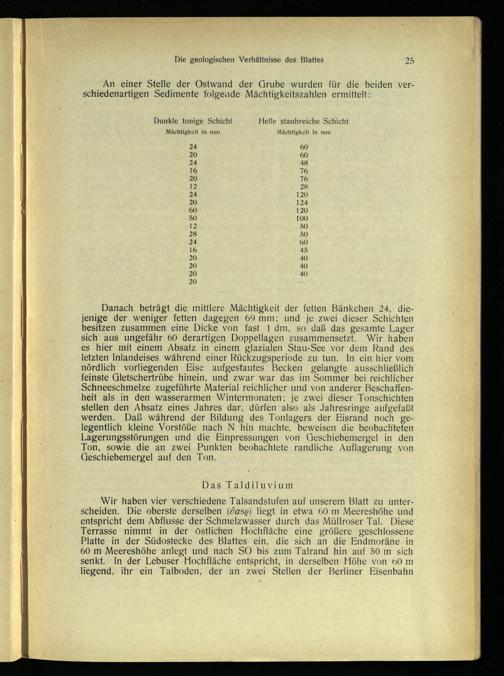 Die geologischen Verhältnisse des Blattes 25
An einer Stelle der Ostwand der Grube wurden für die beiden ver-
schiedenartigen Sedimente folgende Mächtigkeitszahlen ermittelt:
Dunkle tonige Schicht Helle staubreiche Schicht
Mächtigkeit in mm Mächtigkeit in mm
24 60
20 60
24 48
16 76
20 76
12 28
24 120
20 124
60 120
50 100
12 50
28 50
24 60
16 45
20 40
20 40
20 40
20 —
Danach beträgt die mittlere Mächtigkeit der fetten Bänkchen 24, die-
jenige der weniger fetten dagegen 69 mm; und je zwei dieser Schichten
besitzen zusammen eine Dicke von fast 1 dm, so daß das gesamte Lager
sich aus ungefähr 60 derartigen Doppellagen zusammensetzt. Wir haben
es hier mit einem Absatz in einem glazialen Stau-See vor dem Rand des
letzten Inlandeises während einer Rückzugsperiode zu tun. In ein hier vom
nördlich vorliegenden Eise aufgestautes Becken gelangte ausschließlich
feinste Gletschertrübe hinein, und zwar war das im Sommer bei reichlicher
Schneeschmelze zugeführte Material reichlicher und von anderer Beschaffen-
heit als in den wasserarmen Wintermonaten; je zwei dieser Tonschichten
stellen den Absatz eines Jahres dar, dürfen also als Jahresringe aufgefaßt
werden. Daß während der Bildung des Tonlagers der Eisrand noch ge-
legentlich kleine Vorstöße nach N hin machte, beweisen die beobachteten
Lagerungsstörungen und die Einpressungen von Geschiebemergel in den
Ton, sowie die an zwei Punkten beobachtete randliche Auflagerung von
Geschiebemergel auf den Ton.
Das Taldiluvium
Wir haben vier verschiedene Talsandstufen auf unserem Blatt zu unter-
scheiden. Die oberste derselben (∂asρ) liegt in etwa 60 m Meereshöhe und
entspricht dem Abflusse der Schmelzwasser durch das Müllroser Tal. Diese
Terrasse nimmt in der östlichen Hochfläche eine größere geschlossene
Platte in der Südostecke des Blattes ein, die sich an die Endmoräne in
60 m Meereshöhe anlegt und nach SO bis zum Talrand hin auf 50 m sich
senkt. In der Lebuser Hochfläche entspricht, in derselben Höhe von 60 m
liegend, ihr ein Talboden, der an zwei Stellen der Berliner Eisenbahn